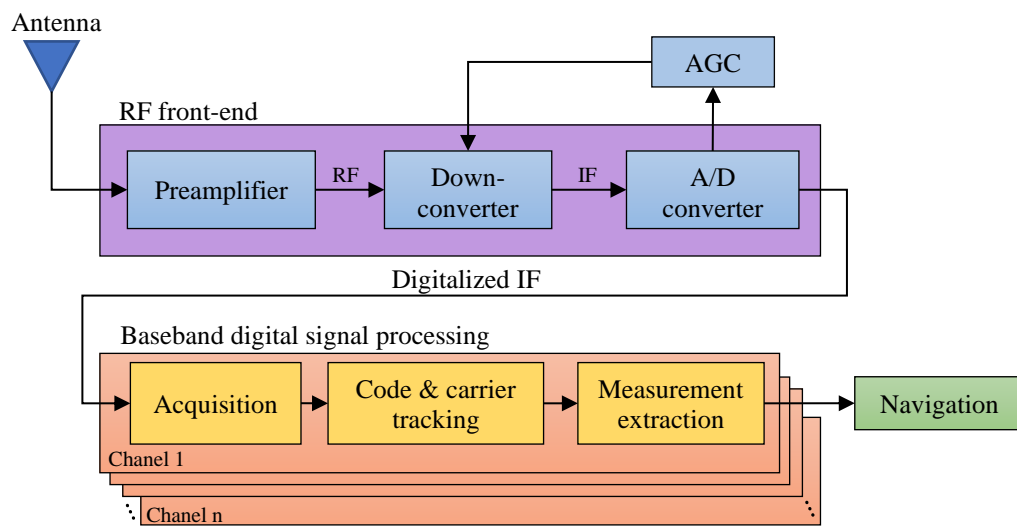 Antenna
AGC
RF front-end
Preamplifier
RF
Down-
converter
IF
A/D
converter
Digitalized IF
Baseband digital signal processing
Acquisition
Code & carrier
tracking
Measurement
extraction
Navigation
Chanel 1
Chanel n